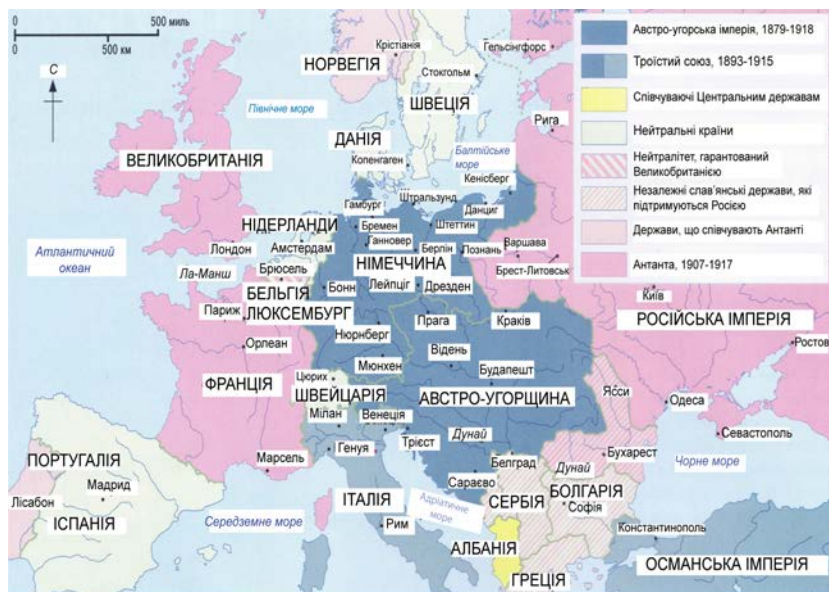 0 500 миль
0 500 км
С
Австро-угорська імперія, 1879-1918
Троїстий союз, 1893-1915
Співчуваючі Центральним державам
Нейтральні країни
Нейтралітет, гарантований
Великобританією
Незалежні слав'янські держави, які
підтримуються Росією
Держави, що співчувають Антанті
Антанта, 1907-1917
НОРВЕГІЯ
Крістіанія
Гельсінгфорс
Стокгольм
ШВЕЦІЯ
Північне море
Рига
ДАНІЯ
ВЕЛИКОБРИТАНІЯ
Копенгаген
Балтійське
море
Кенісберг
Гамбург
Штральзунд
Данциг
НІДЕРЛАНДИ
Бремен
Штеттин
Лондон
Амстердам
Ганновер
Берлін
Познань
Варшава
Атлантичний
океан
НІМЕЧЧИНА
Брест-Литовськ
Ла-Манш
Брюсель
Бонн
Лейпціг
Дрезден
БЕЛЬГІЯ
Київ
Париж
ЛЮКСЕМБУРГ
Прага
Краків
РОСІЙСЬКА ІМПЕРІЯ
Нюрнберг
Орлеан
Відень
Ростов
Мюнхен
Будапешт
ФРАНЦІЯ
Цюрих
ШВЕЙЦАРІЯ
АВСТРО-УГОРЩИНА
Ясси
Одеса
Мілан
Венеція
Севастополь
Генуя
Трієст
Дунай
Бухарест
Марсель
Белград
Дунай
Чорне море
ПОРТУГАЛІЯ
Сараєво
БОЛГАРІЯ
Мадрид
ІТАЛІЯ
Адріатичне
море
СЕРБІЯ
Софія
Лісабон
ІСПАНІЯ
Середземне море
Рим
Константинополь
АЛБАНІЯ
ОСМАНСЬКА ІМПЕРІЯ
ГРЕЦІЯ